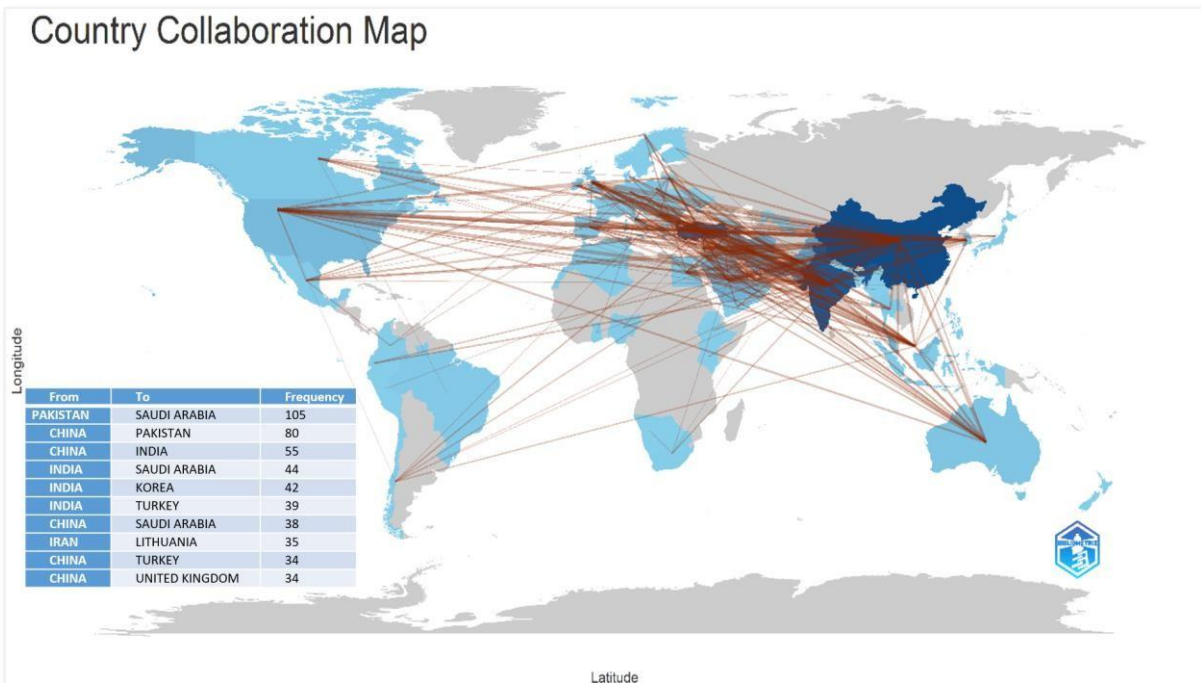 Country Collaboration Map
Longitude
From To Frequency
PAKISTAN SAUDI ARABIA 105
CHINA PAKISTAN 80
CHINA INDIA 55
INDIA SAUDI ARABIA 44
INDIA KOREA 42
INDIA TURKEY 39
CHINA SAUDI ARABIA 38
IRAN LITHUANIA 35
CHINA TURKEY 34
CHINA UNITED KINGDOM 34
Latitude